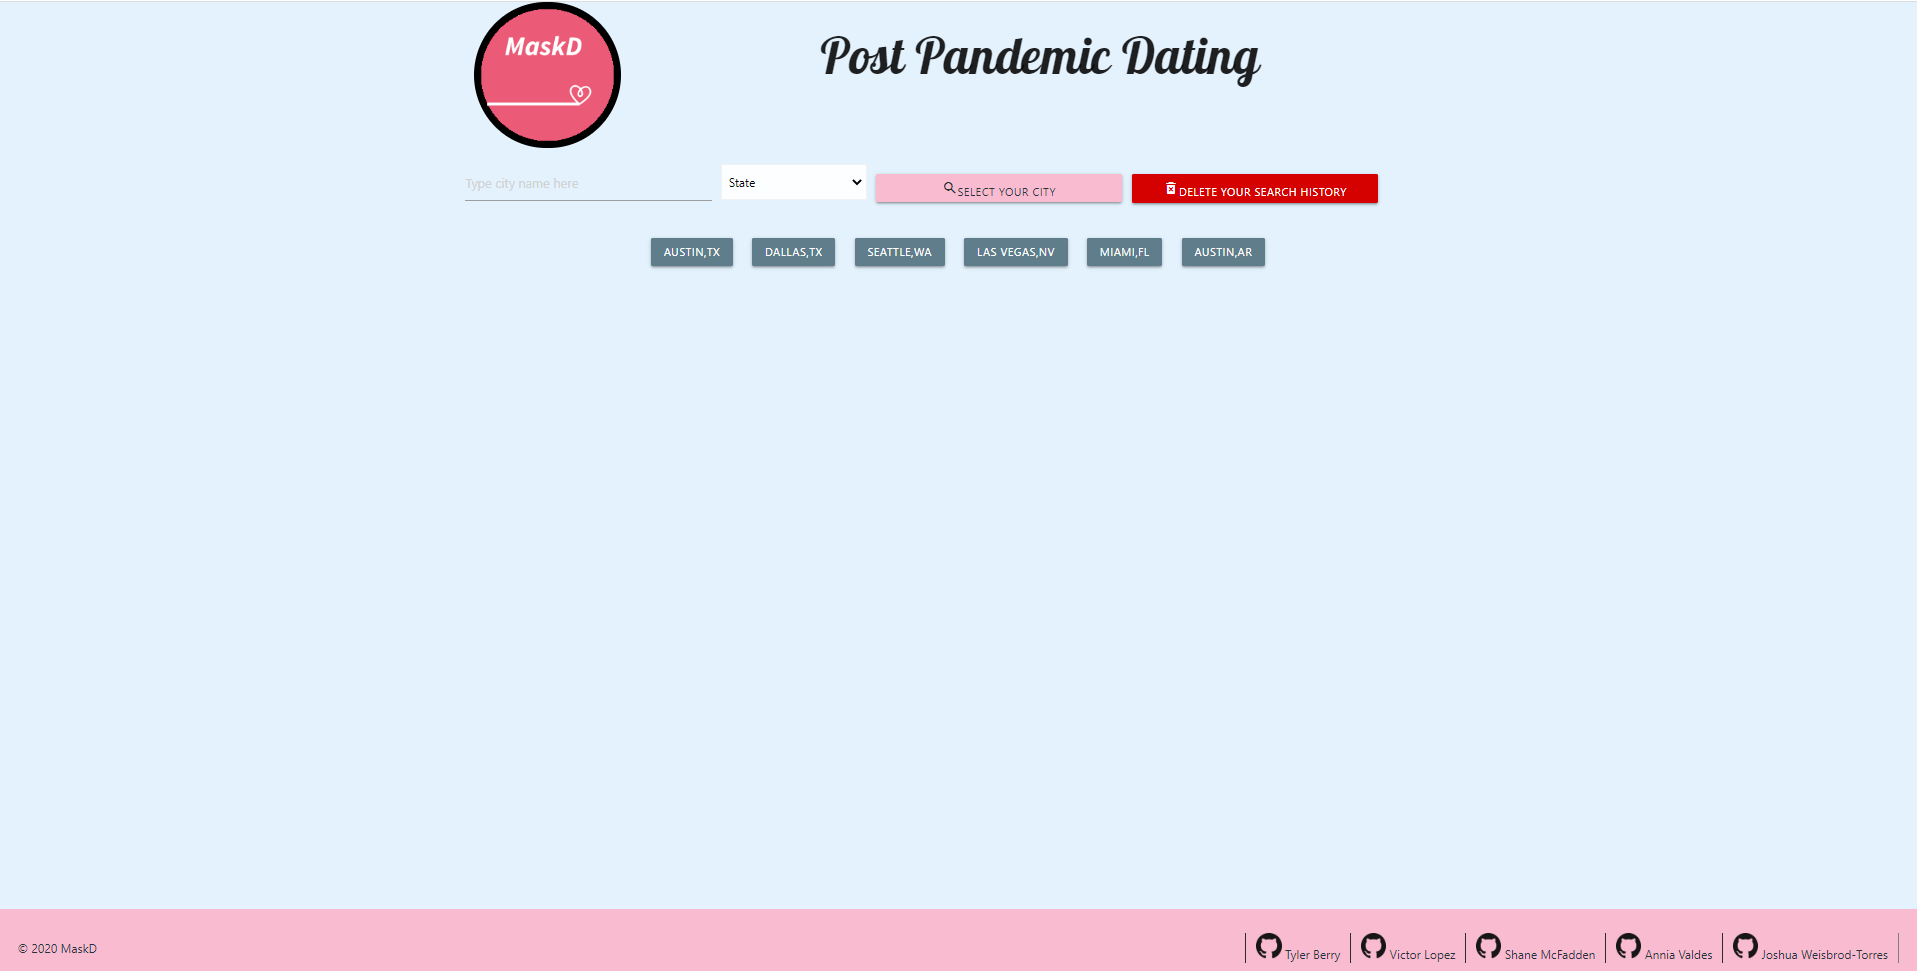 MaskD
Post Pandemic Dating
Type city name here
State
SELECT YOUR CITY
DELETE YOUR SEARCH HISTORY
AUSTIN,TX
DALLAS,TX
SEATTLE,WA
LAS VEGAS,NV
MIAMI,FL
AUSTIN,AR
© 2020 MaskD
Tyler Berry
Victor Lopez
Shane McFadden
Annia Valdes
Joshua Weisbrod-Torres